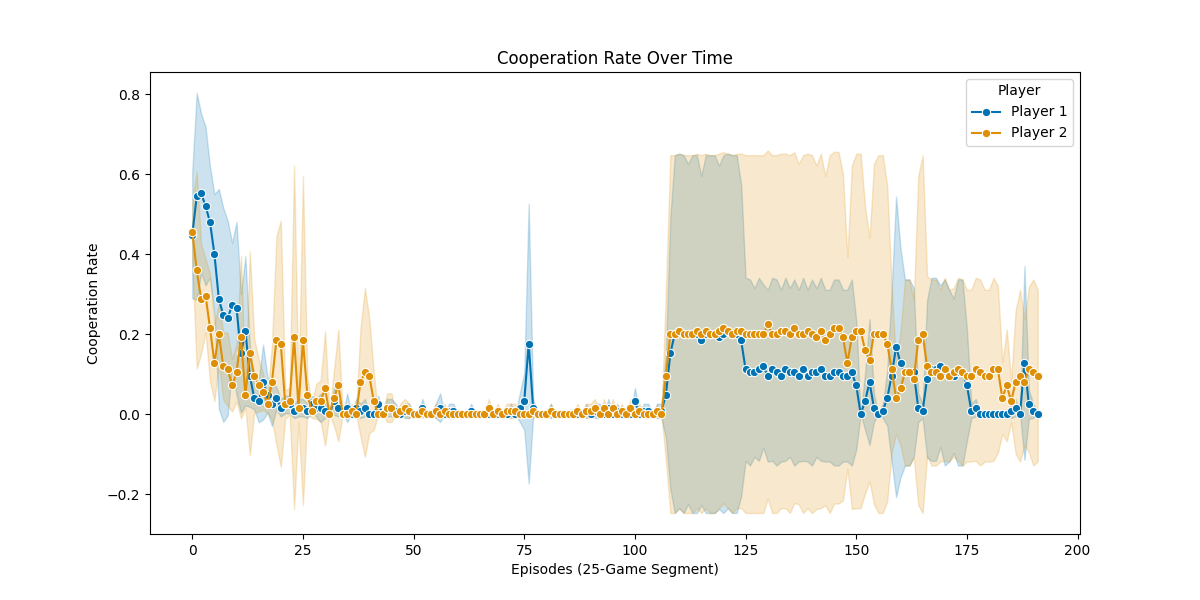 Cooperation Rate Over Time
Player
Player 1
Player 2
Cooperation Rate
0.8
0.6
0.4
0.2
0.0
−0.2
0 25 50 75 100 125 150 175 200
Episodes (25-Game Segment)